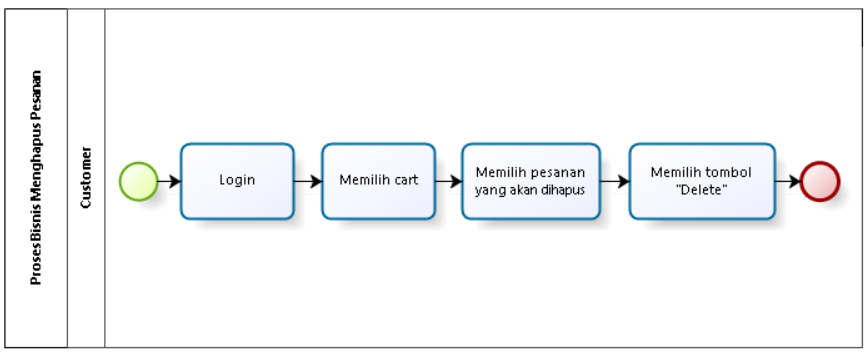 Proses Bisnis Menghapus Pesanan
Customer
Login
Memilih cart
Memilih pesanan
yang akan dihapus
Memilih tombol
"Delete"